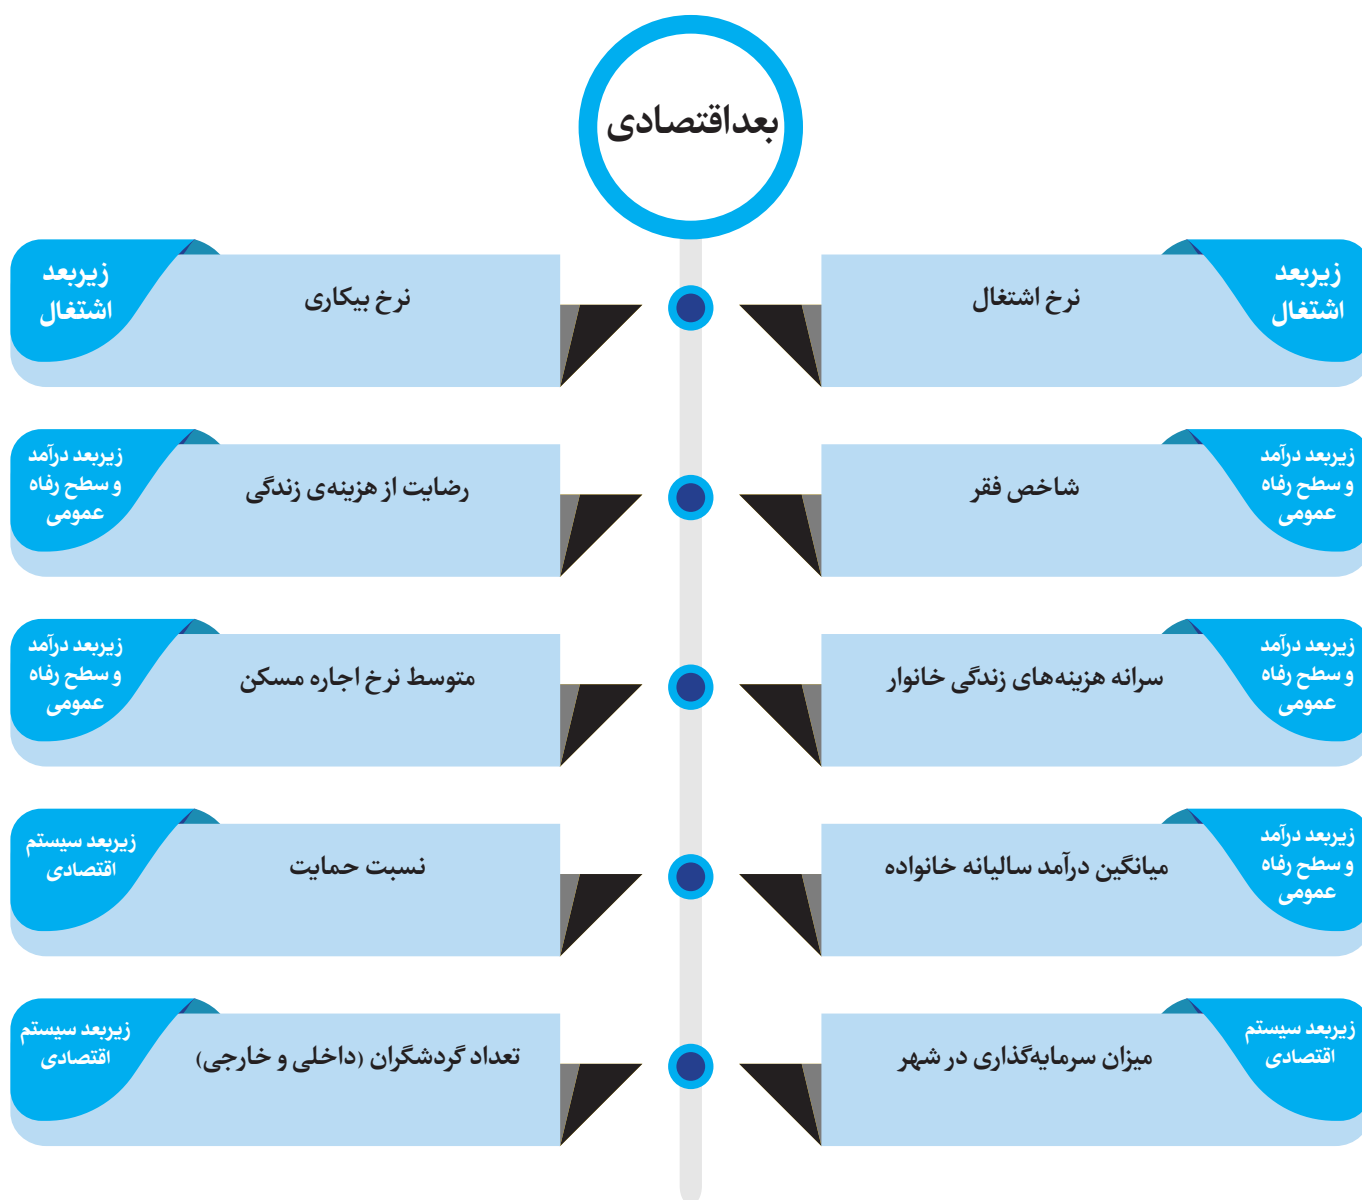 بعداقتصادی
زیربعد
اشتغال
نرخ اشتغال
زیربعد
اشتغال
نرخ بیکاری
زیربعد درآمد
و سطح رفاه
عمومی
شاخص فقر
زیربعد درآمد
و سطح رفاه
عمومی
رضایت از هزینه‌ی زندگی
زیربعد درآمد
و سطح رفاه
عمومی
سرانه هزینه‌های زندگی خانوار
زیربعد درآمد
و سطح رفاه
عمومی
متوسط نرخ اجاره مسکن
زیربعد درآمد
و سطح رفاه
عمومی
میانگین درآمد سالیانه خانواده
زیربعد سیستم
اقتصادی
نسبت حمایت
زیربعد سیستم
اقتصادی
میزان سرمایه‌گذاری در شهر
زیربعد سیستم
اقتصادی
تعداد گردشگران (داخلی و خارجی)